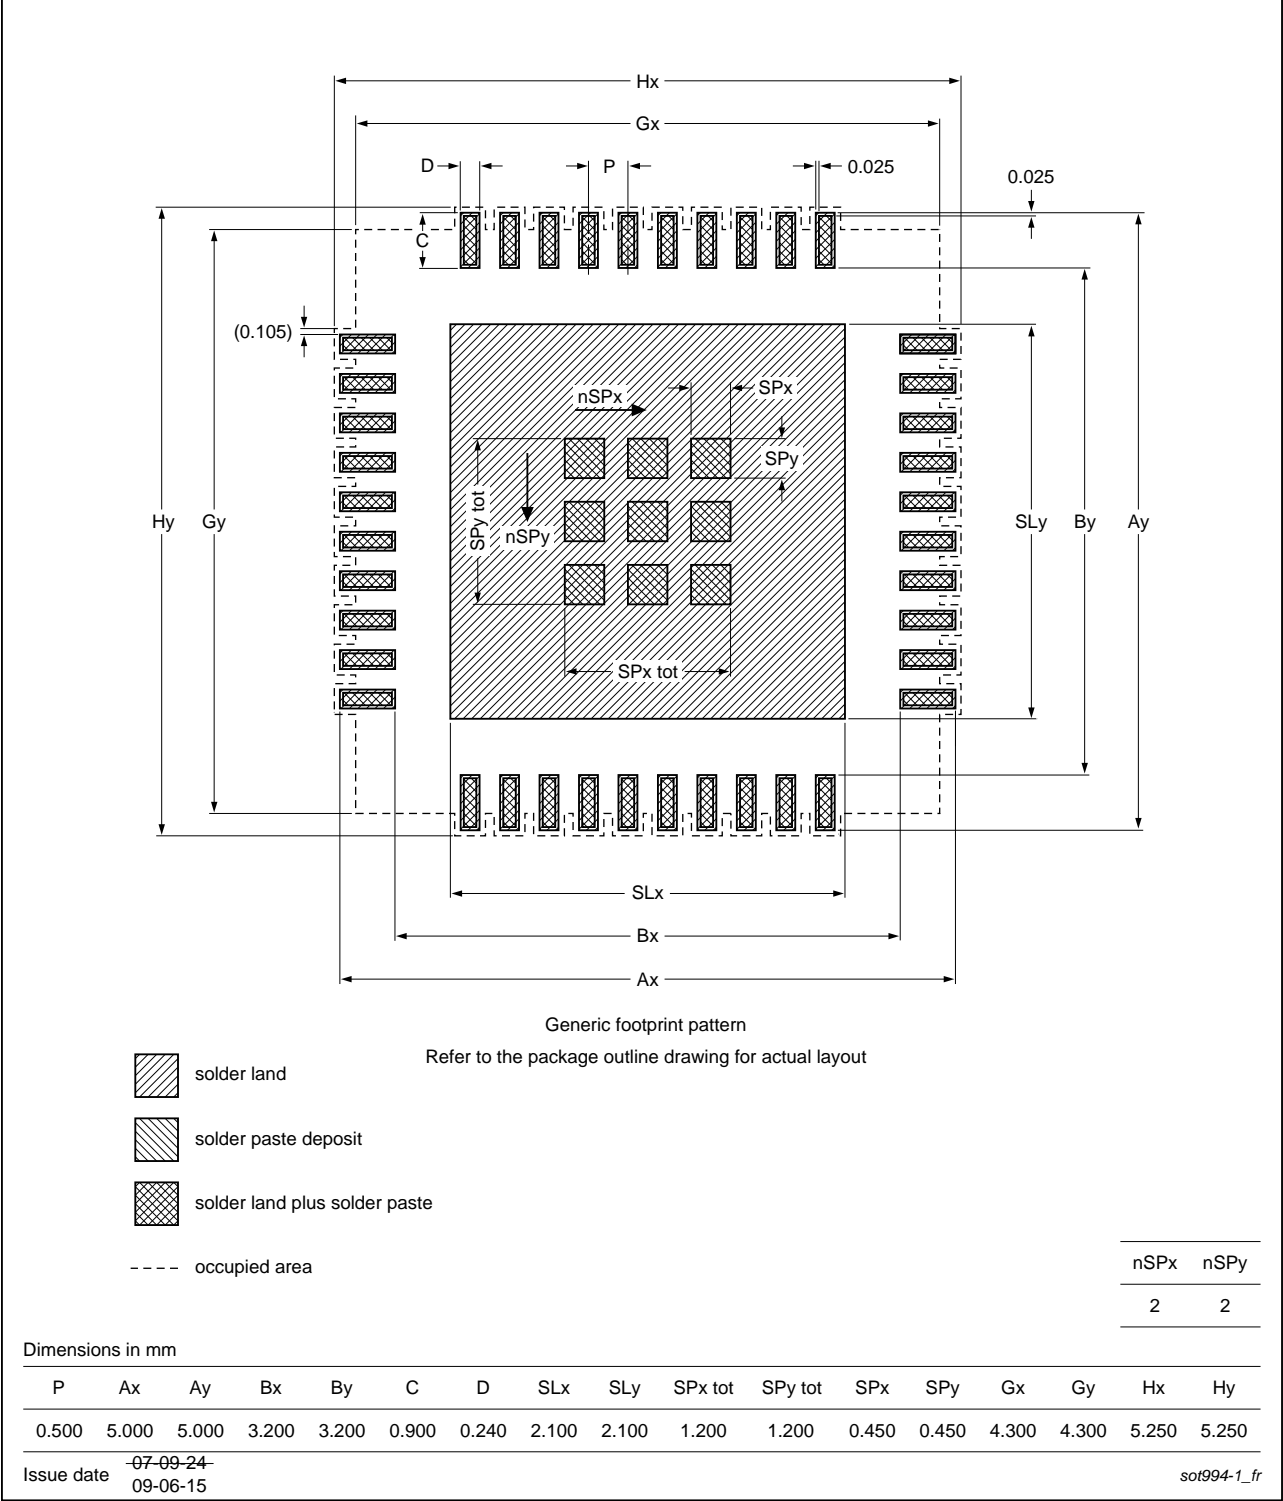 Hx
Gx
D
P
0.025
0.025
C
(0.105)
nSPx
SPx
SPy
SPy tot
nSPy
Hy
Gy
SLy
By
Ay
SPx tot
SLx
Bx
Ax
Generic footprint pattern
Refer to the package outline drawing for actual layout
solder land
solder paste deposit
solder land plus solder paste
occupied area
nSPx nSPy
2 2
Dimensions in mm
P Ax Ay Bx By C D SLx SLy SPx tot SPy tot SPx SPy Gx Gy Hx Hy
0.500 5.000 5.000 3.200 3.200 0.900 0.240 2.100 2.100 1.200 1.200 0.450 0.450 4.300 4.300 5.250 5.250
Issue date
07-09-24
09-06-15
sot994-1_fr